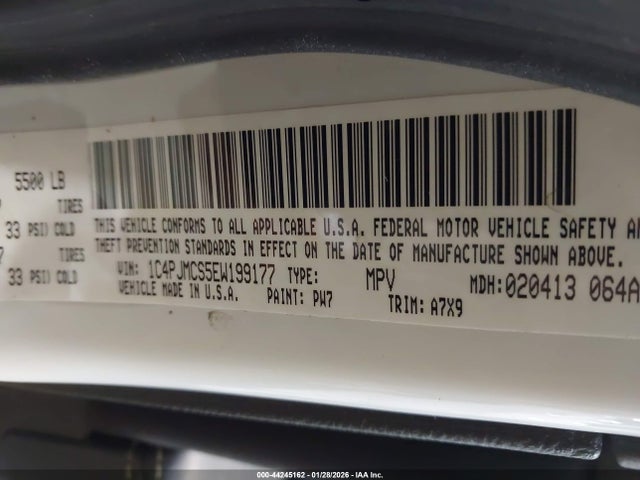 5500 LB
TIRES
33 PSI) COLD
TIRES
33 PSI) COLD
THIS VEHICLE CONFORMS TO ALL APPLICABLE U.S.A. FEDERAL MOTOR VEHICLE SAFETY
THEFT PREVENTION STANDARDS IN EFFECT ON THE DATE OF MANUFACTURE SHOWN ABOVE.
VIN: 1C4PJMCS5EW199177 TYPE: MPV MDH: 020413 064A
VEHICLE MADE IN U.S.A. PAINT: PW7 TRIM: A7X9
000-44245162 - 01/28/2026 - IAA Inc.